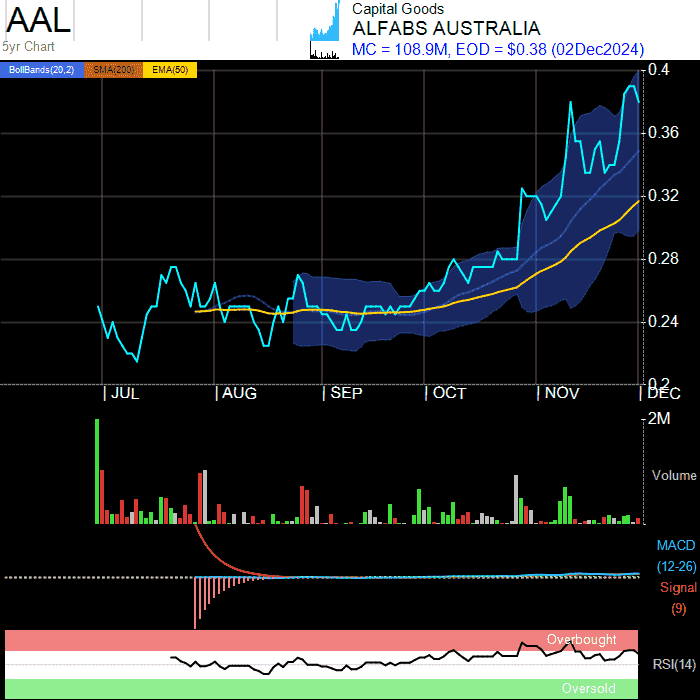 AAL
5yr Chart
Capital Goods
ALFABS AUSTRALIA
MC = 108.9M, EOD = $0.38 (02Dec2024)
BollBands(20,2) SMA(200) EMA(50)
0.4
0.36
0.32
0.28
0.24
0.2
JUL AUG SEP OCT NOV DEC
2M
Volume
MACD
(12-26)
Signal
(9)
Overbought
RSI(14)
Oversold